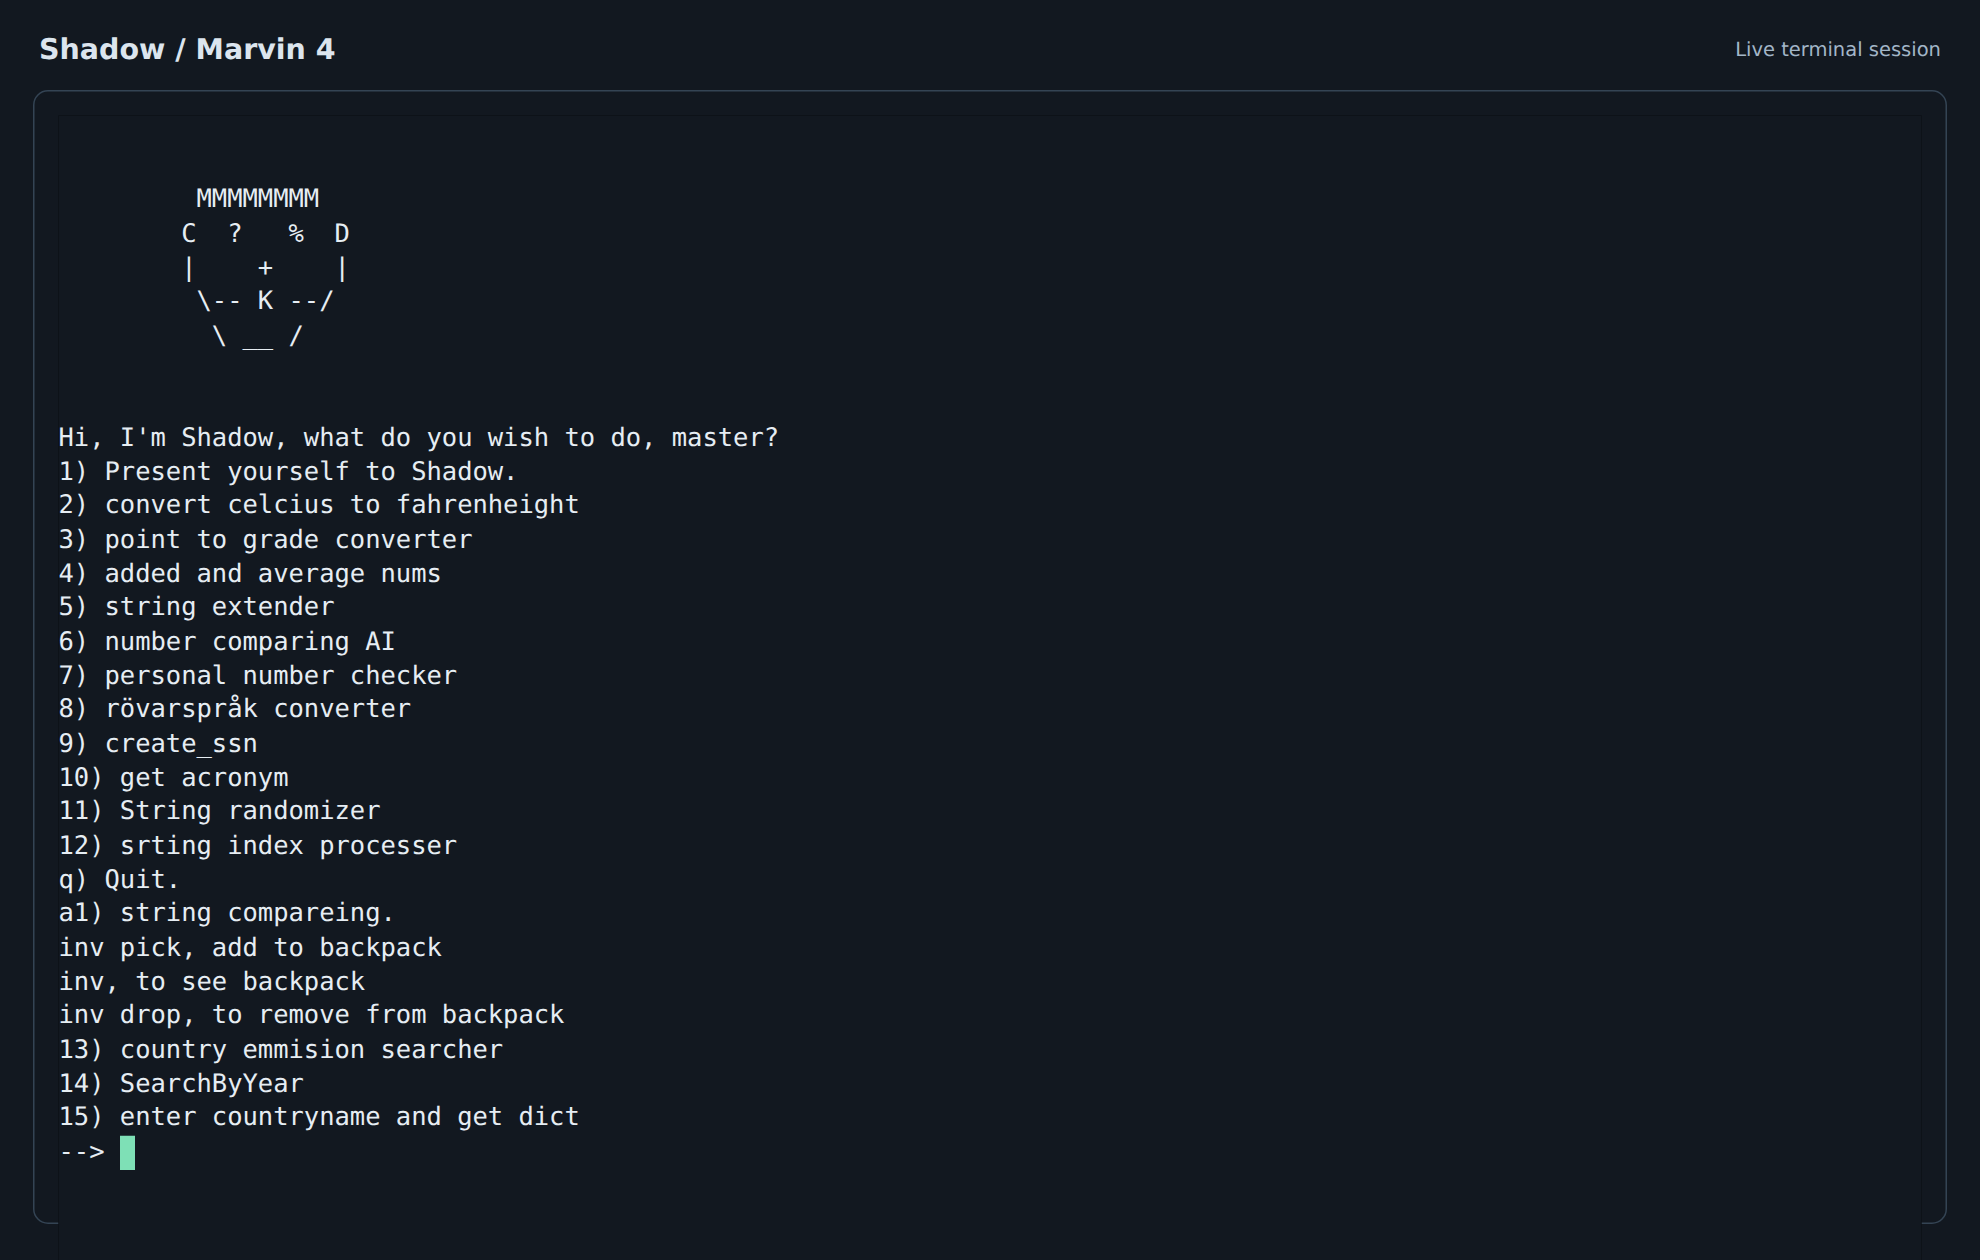 Shadow / Marvin 4
Live terminal session
MMMMMMMM
C  ?   %  D
|    +    |
\-- K --/
\ __ /
Hi, I'm Shadow, what do you wish to do, master?
1) Present yourself to Shadow.
2) convert celcius to fahrenheight
3) point to grade converter
4) added and average nums
5) string extender
6) number comparing AI
7) personal number checker
8) rövarspråk converter
9) create_ssn
10) get acronym
11) String randomizer
12) srting index processer
q) Quit.
a1) string compareing.
inv pick, add to backpack
inv, to see backpack
inv drop, to remove from backpack
13) country emmision searcher
14) SearchByYear
15) enter countryname and get dict
-->